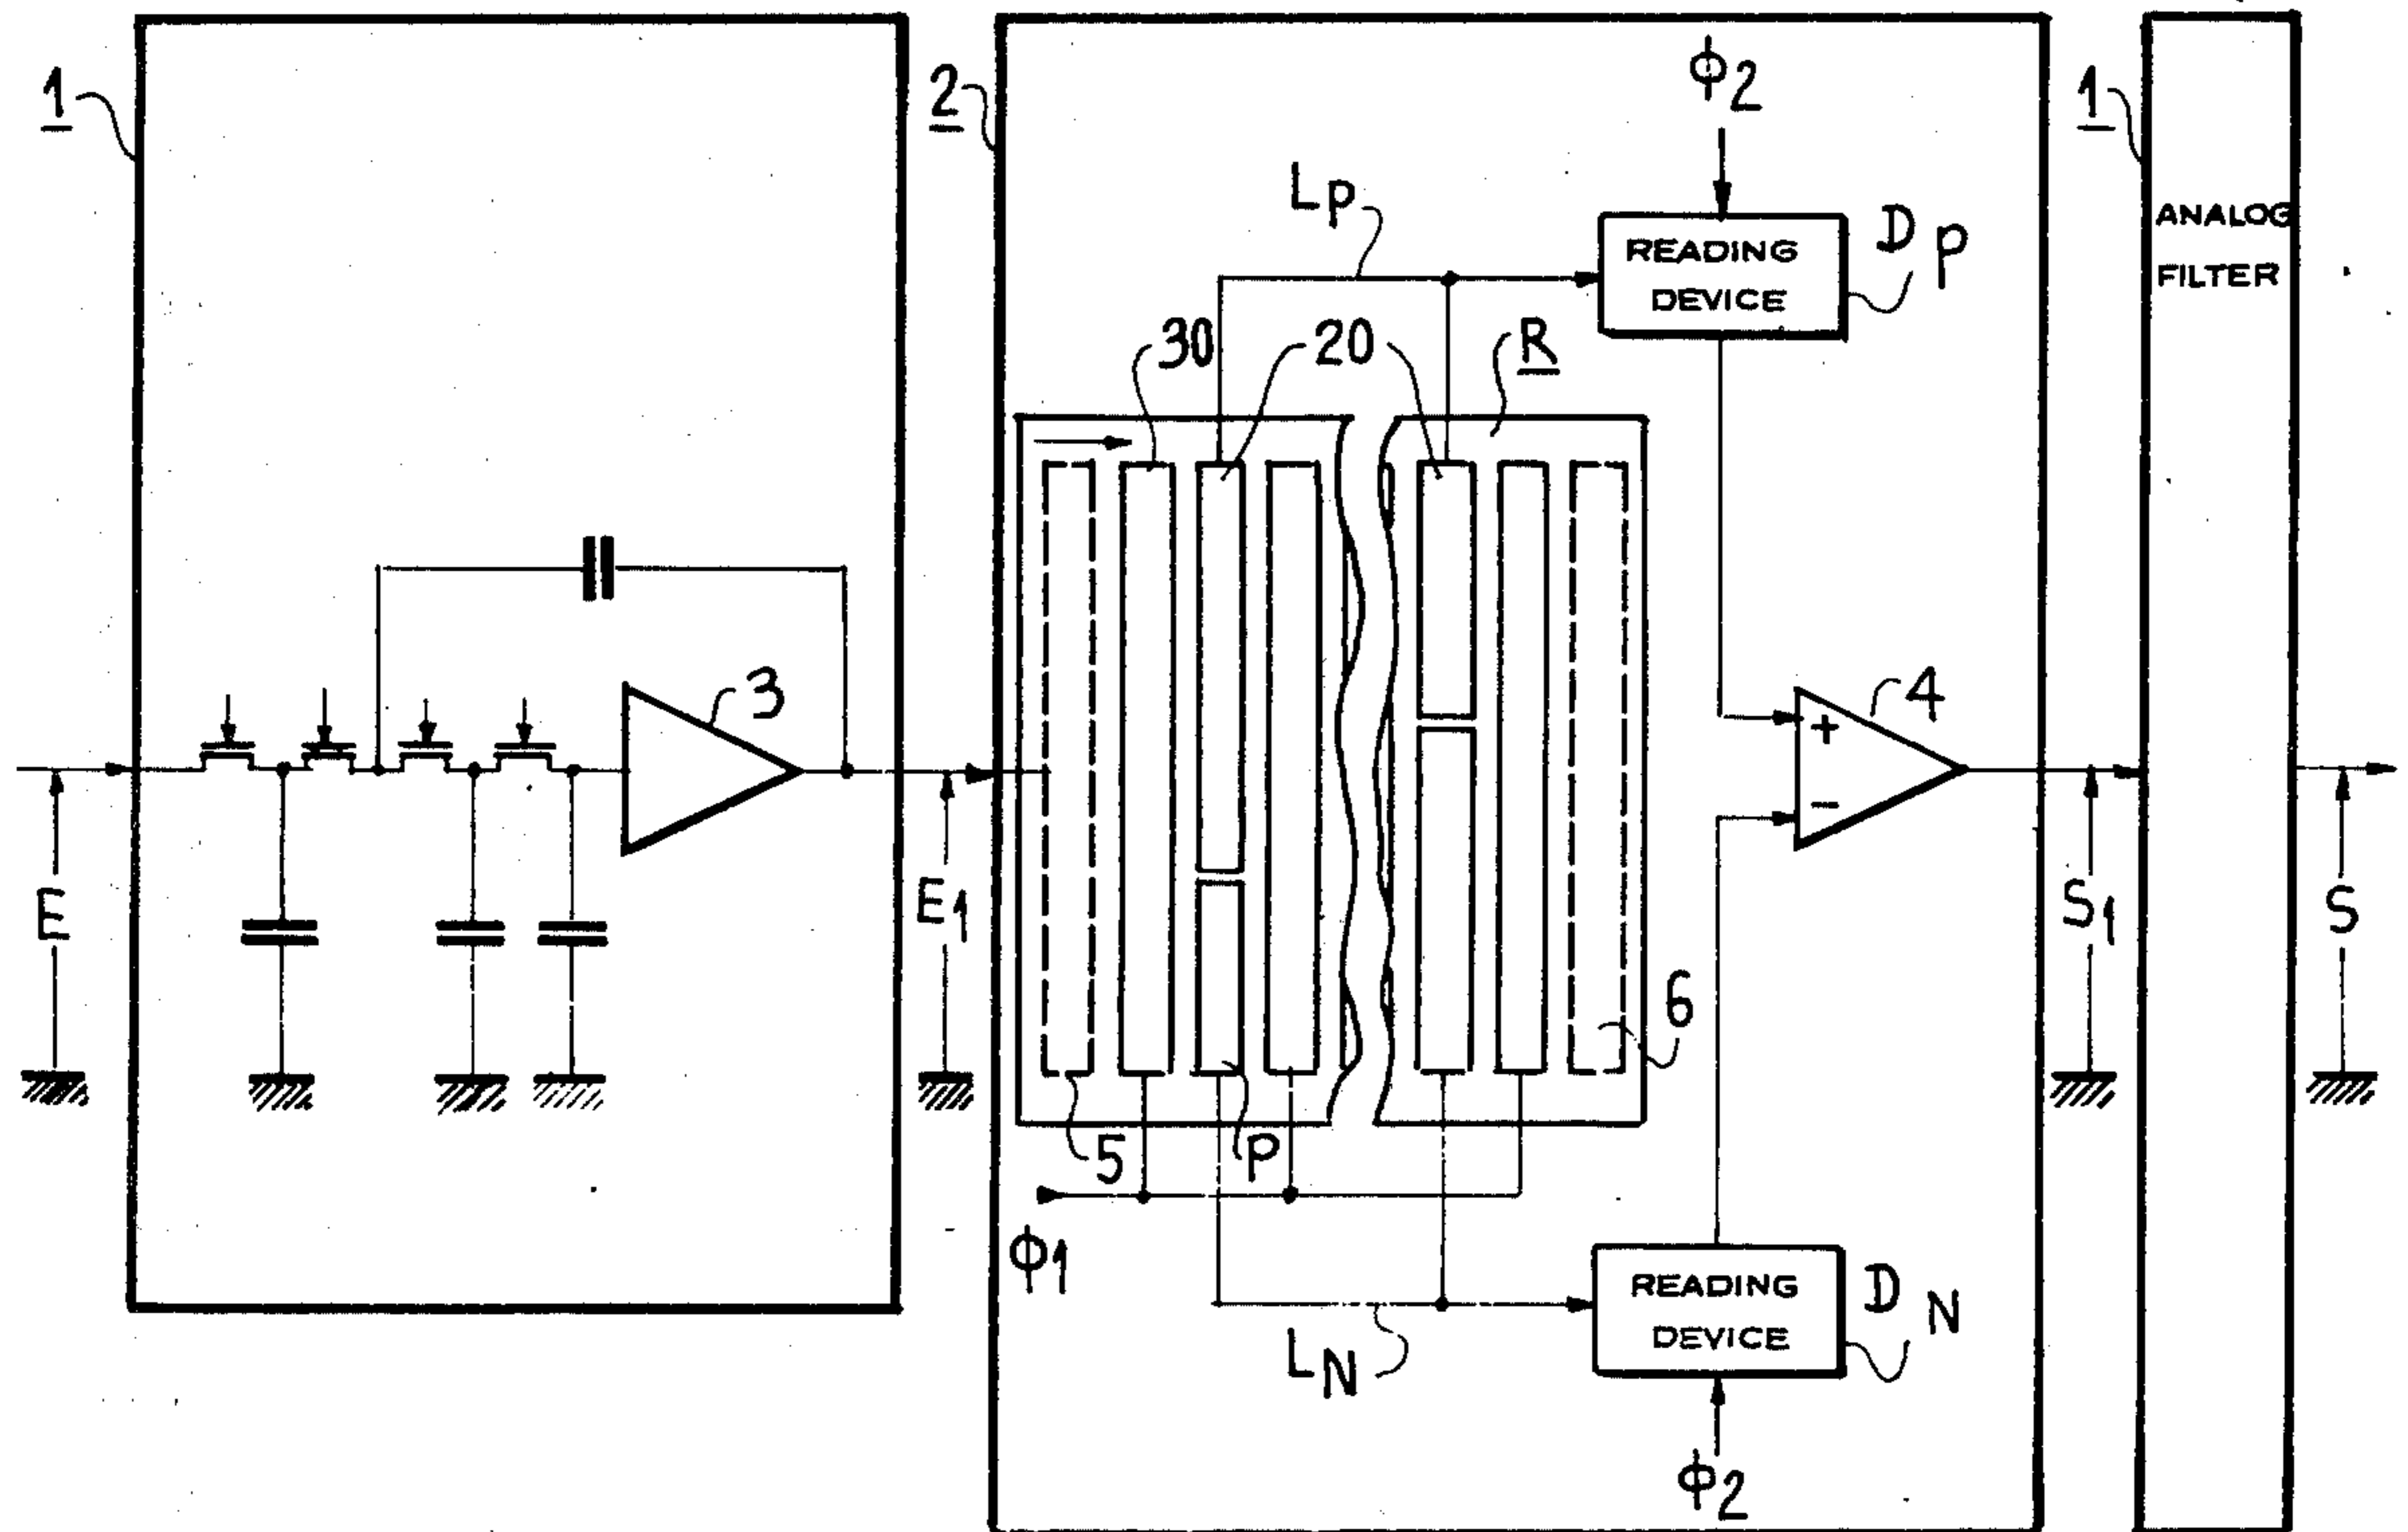 1
2
ϕ2
1
Lp
READING
DEVICE
Dp
ANALOG
FILTER
30
20
R
3
4
+
−
E
E1
S1
S
6
5
P
ϕ1
LN
READING
DEVICE
DN
ϕ2